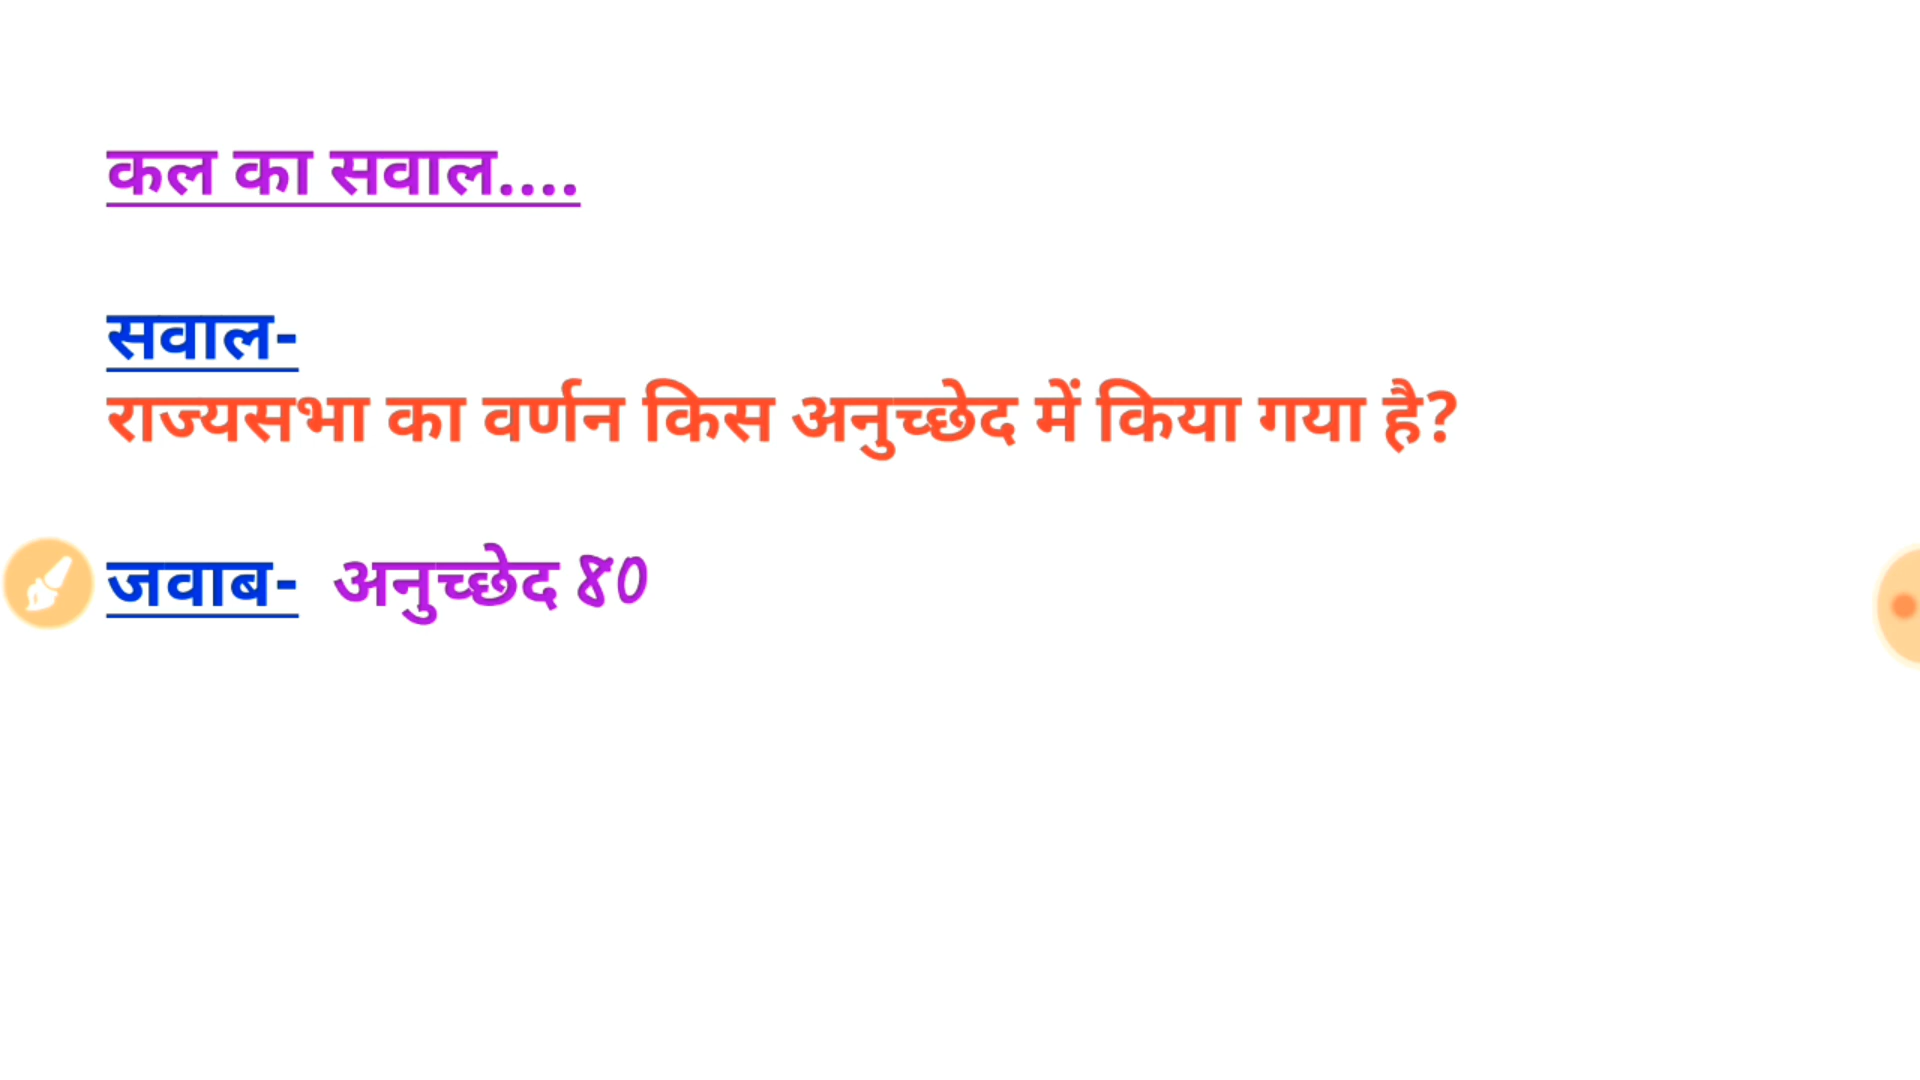 कल का सवाल....
सवाल-
राज्यसभा का वर्णन किस अनुच्छेद में किया गया है?
जवाब- अनुच्छेद 80